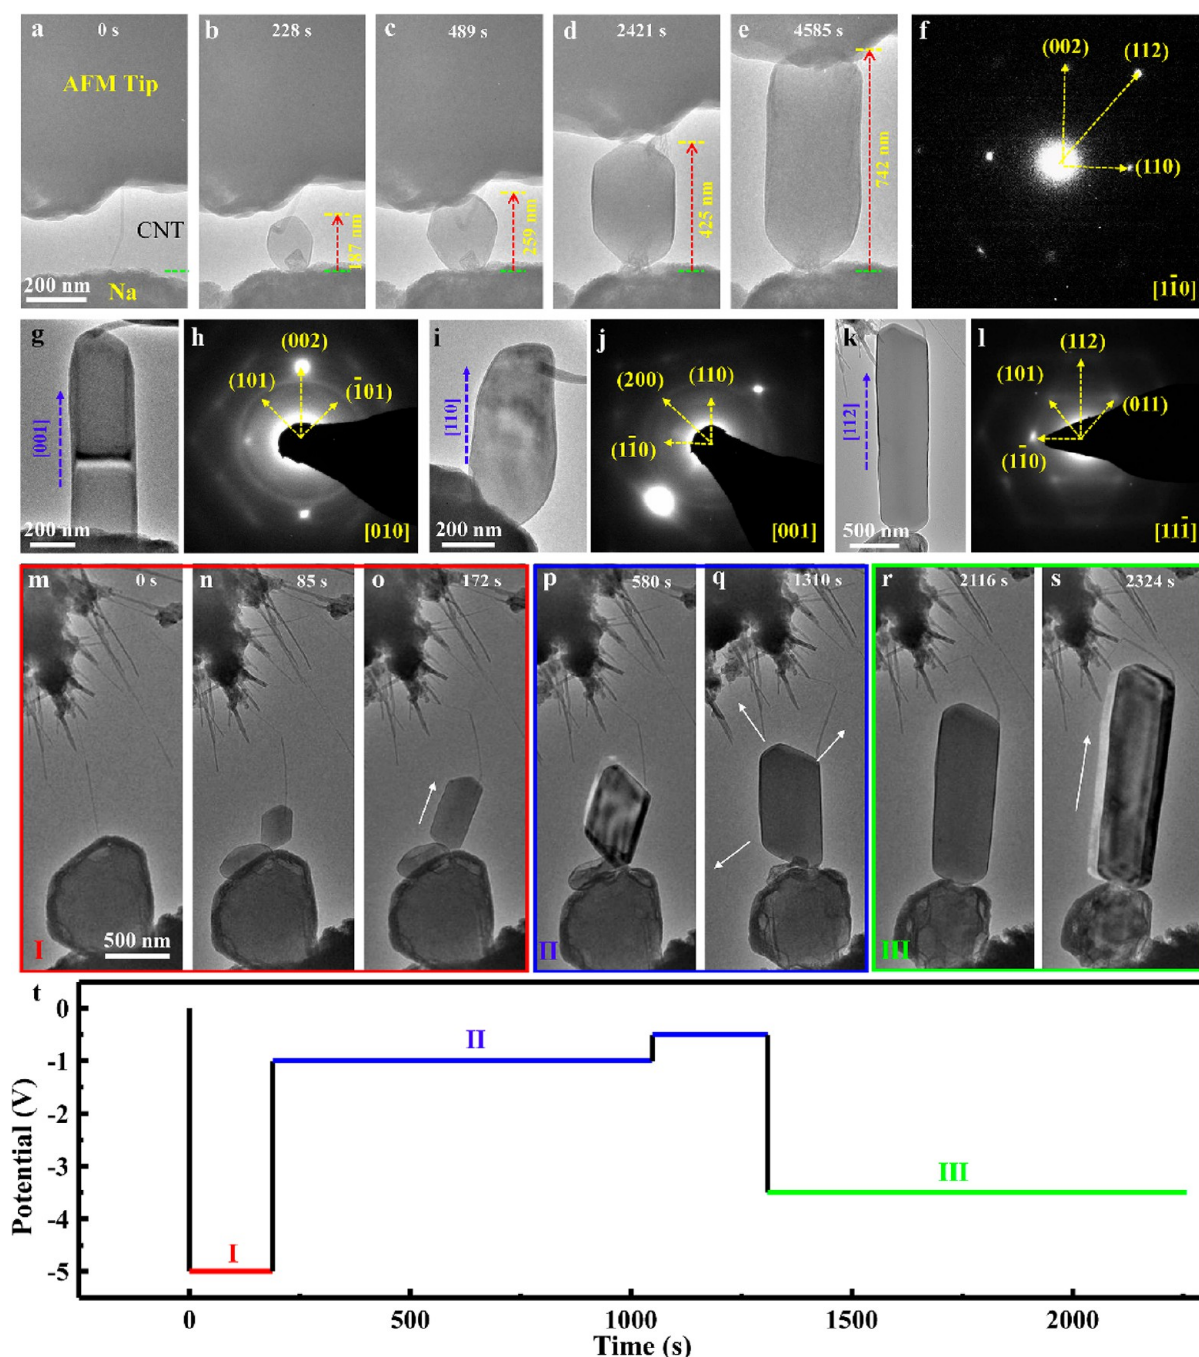 a 0 s
b 228 s
c 489 s
d 2421 s
e 4585 s
f
AFM Tip
CNT
Na
200 nm
187 nm
259 nm
425 nm
742 nm
(002)
(112)
(110)
[11̄0]
g
[001]
200 nm
h
(002)
(101)
(1̄01)
[010]
i
[110]
200 nm
j
(200)
(110)
(11̄0)
[001]
k
[112]
500 nm
l
(112)
(101)
(011)
(11̄0)
[111̄]
m 0 s
n 85 s
o 172 s
p 580 s
q 1310 s
r 2116 s
s 2324 s
I
500 nm
II
III
t
0
-1
-2
-3
-4
-5
Potential (V)
I
II
III
0 500 1000 1500 2000
Time (s)